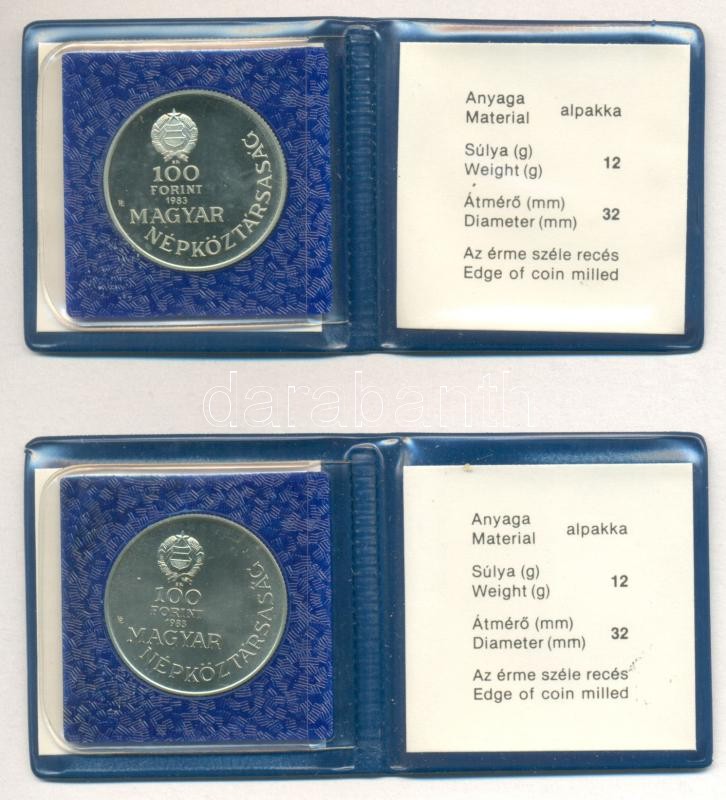 100
FORINT
1983
MAGYAR
NÉPKÖZTÁRSASÁG
Anyaga
Material alpakka
Súlya (g)
Weight (g) 12
Átmérő (mm)
Diameter (mm) 32
Az érme széle recés
Edge of coin milled
darabanth
100
FORINT
1983
MAGYAR
NÉPKÖZTÁRSASÁG
Anyaga
Material alpakka
Súlya (g)
Weight (g) 12
Átmérő (mm)
Diameter (mm) 32
Az érme széle recés
Edge of coin milled